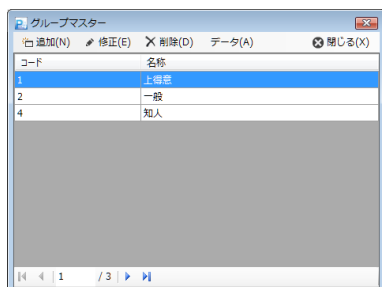 グループマスター
追加(N) 修正(E) 削除(D) データ(A) 閉じる(X)
コード 名称
1 上得意
2 一般
4 知人
1 / 3